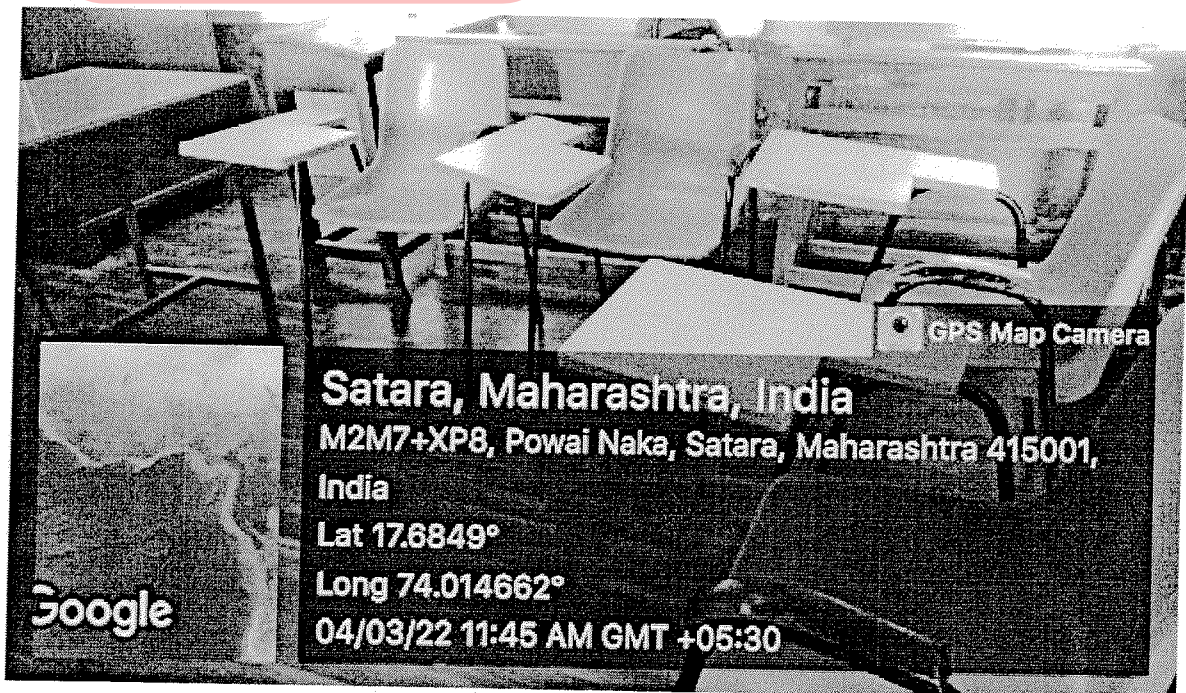 GPS Map Camera
Satara, Maharashtra, India
M2M7+XP8, Powai Naka, Satara, Maharashtra 415001,
India
Lat 17.6849°
Long 74.014662°
04/03/22 11:45 AM GMT +05:30
Google